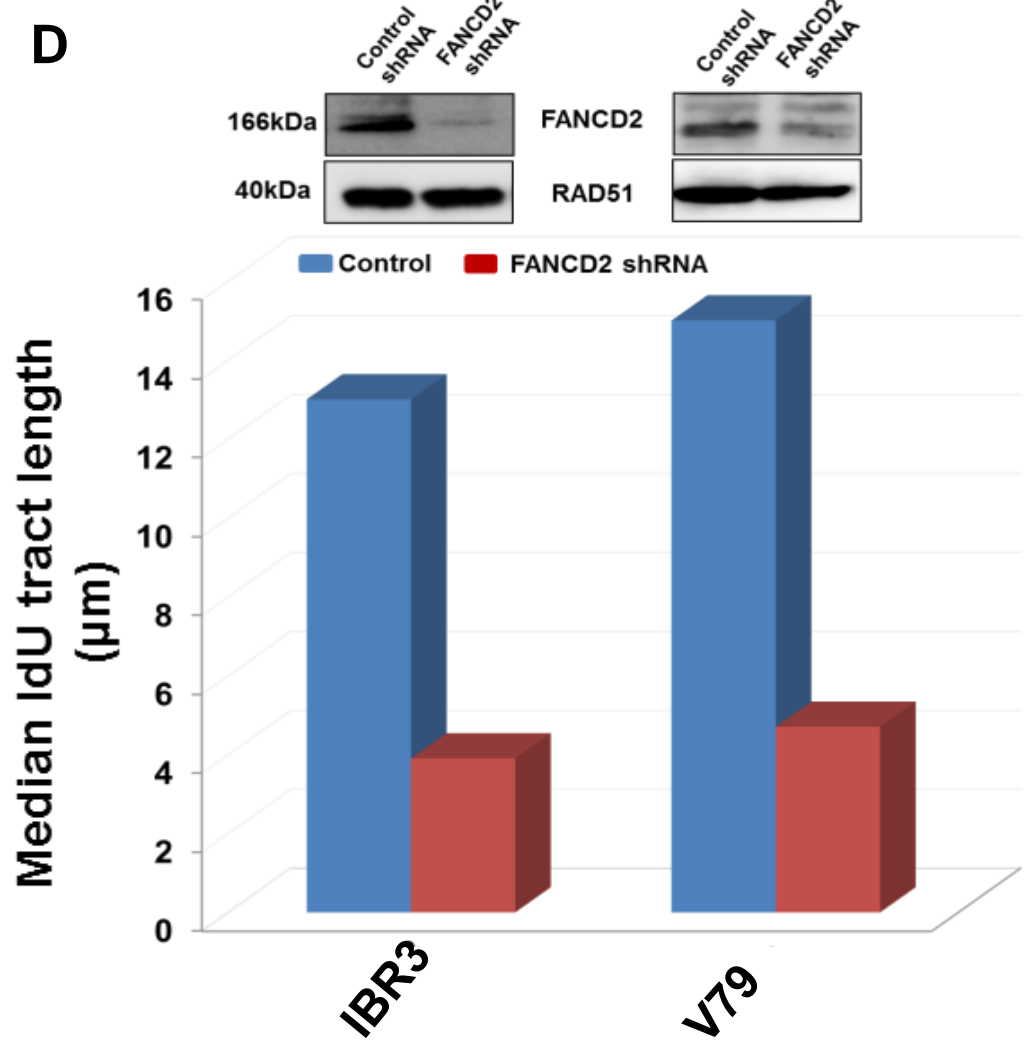 D
Control
shRNA
FANCD2
shRNA
Control
shRNA
FANCD2
shRNA
166kDa
FANCD2
40kDa
RAD51
Control
FANCD2 shRNA
16
14
12
10
8
6
4
2
0
Median IdU tract length
(µm)
IBR3
V79